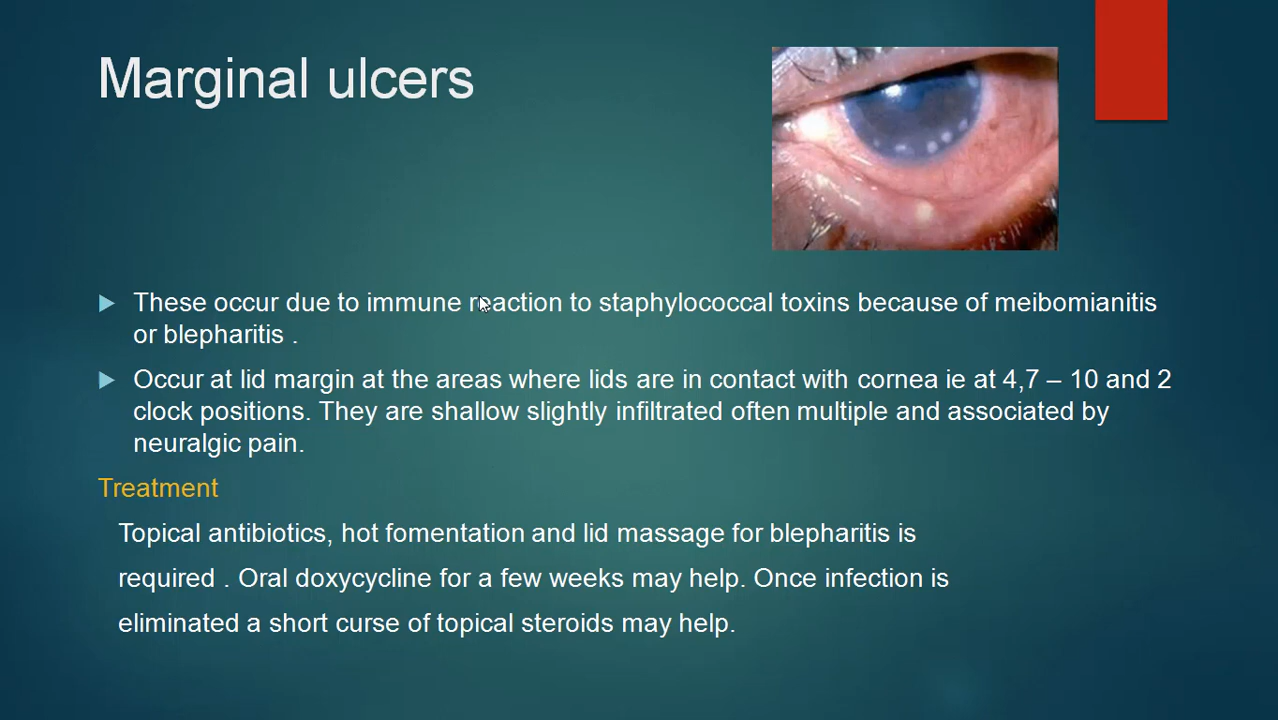 Marginal ulcers
These occur due to immune reaction to staphylococcal toxins because of meibomianitis
or blepharitis .
Occur at lid margin at the areas where lids are in contact with cornea ie at 4,7 – 10 and 2
clock positions. They are shallow slightly infiltrated often multiple and associated by
neuralgic pain.
Treatment
Topical antibiotics, hot fomentation and lid massage for blepharitis is
required . Oral doxycycline for a few weeks may help. Once infection is
eliminated a short curse of topical steroids may help.